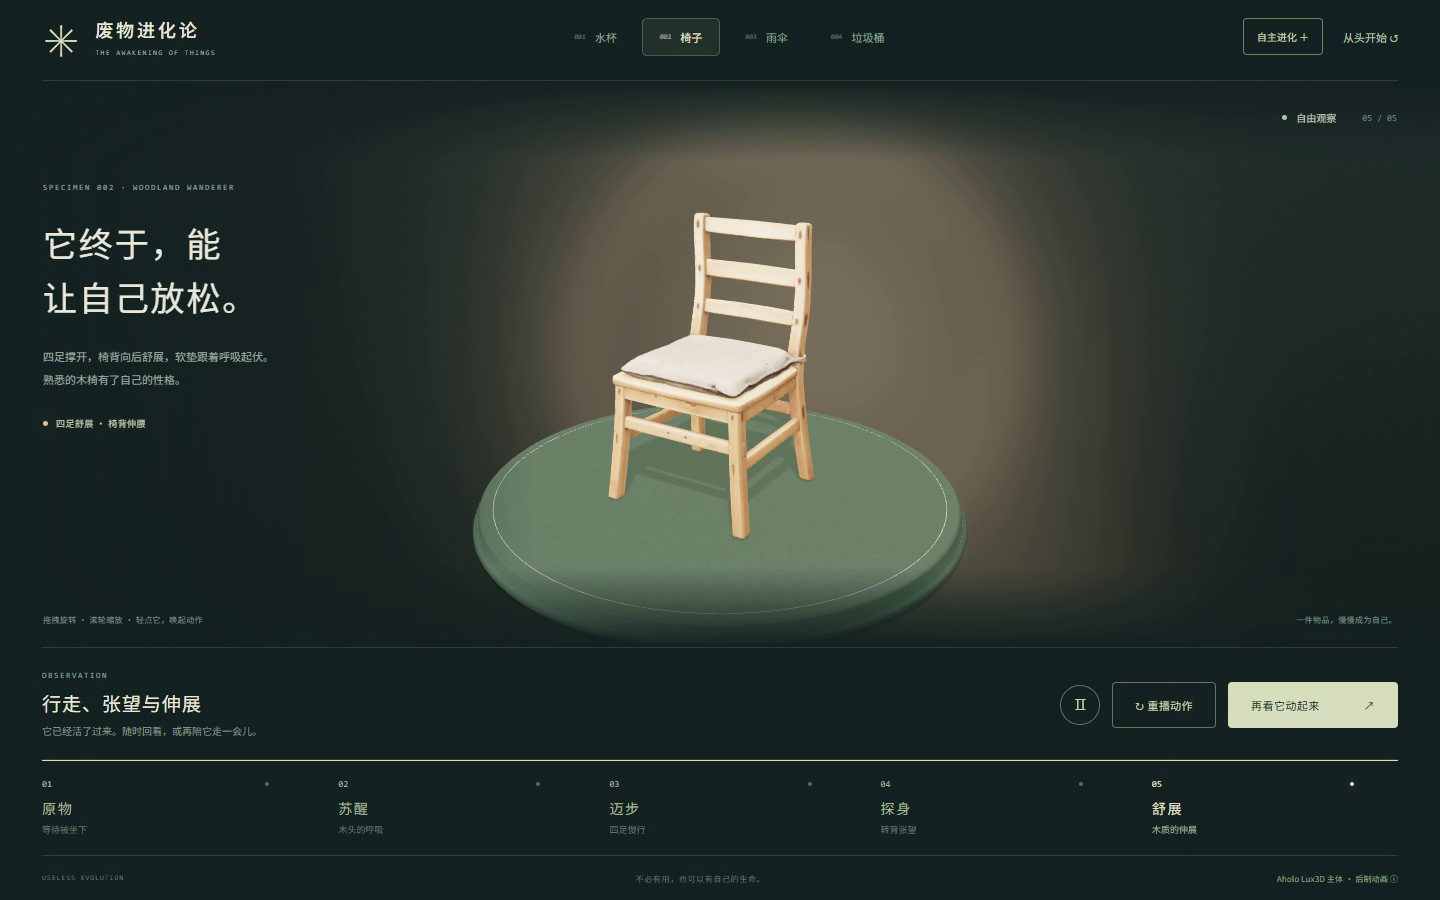 废物进化论
THE AWAKENING OF THINGS
001 水杯
002 椅子
003 雨伞
004 垃圾桶
自主进化 +
从头开始 ↺
自由观察 05 / 05
SPECIMEN 002 · WOODLAND WANDERER
它终于，能
让自己放松。
四足撑开，椅背向后舒展，软垫跟着呼吸起伏。
熟悉的木椅有了自己的性格。
四足舒展 · 椅背伸腰
拖拽旋转 · 滚轮缩放 · 轻点它，唤起动作
一件物品，慢慢成为自己。
OBSERVATION
行走、张望与伸展
它已经活了过来。随时回看，或再陪它走一会儿。
↻ 重播动作
再看它动起来 ↗
01
原物
等待被坐下
02
苏醒
木头的呼吸
03
迈步
四足慢行
04
探身
转背张望
05
舒展
木质的伸展
USELESS EVOLUTION
不必有用，也可以有自己的生命。
Aholo Lux3D 主体 · 后制动画 ⓘ